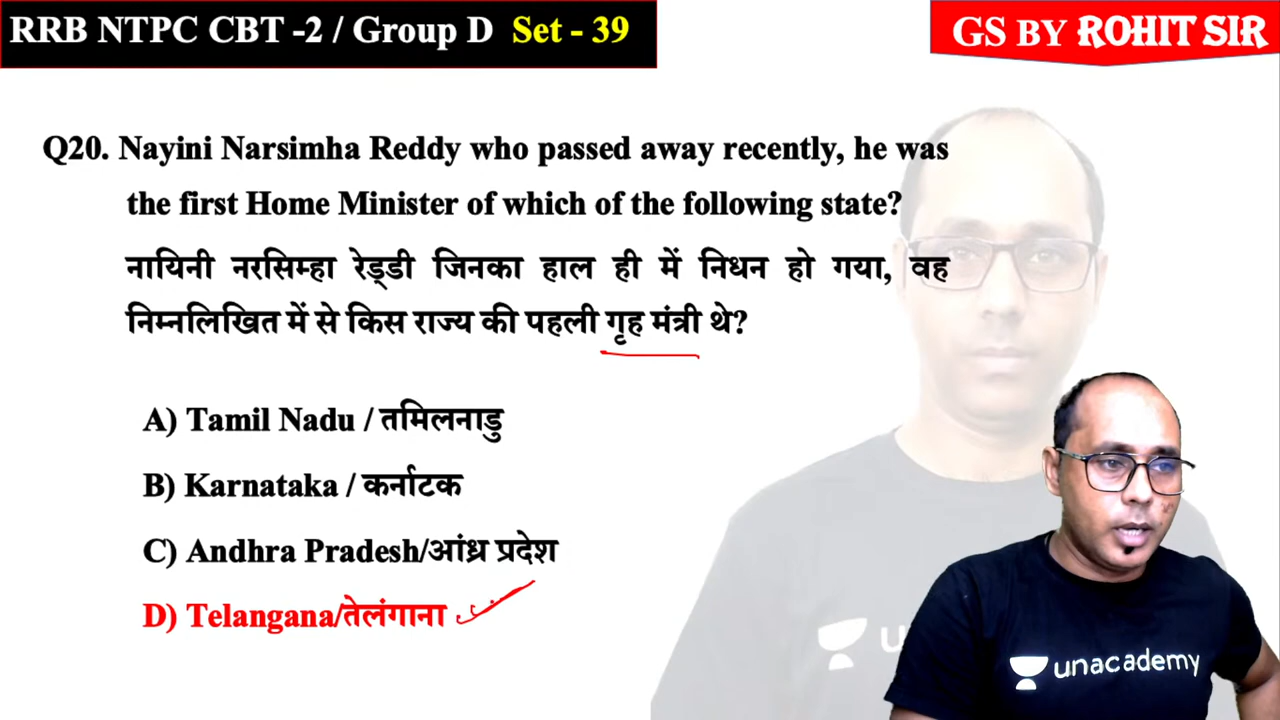 RRB NTPC CBT -2 / Group D Set - 39
GS BY ROHIT SIR
Q20. Nayini Narsimha Reddy who passed away recently, he was
the first Home Minister of which of the following state?
नायिनी नरसिम्हा रेड्डी जिनका हाल ही में निधन हो गया, वह
निम्नलिखित में से किस राज्य की पहली गृह मंत्री थे?
A) Tamil Nadu / तमिलनाडु
B) Karnataka / कर्नाटक
C) Andhra Pradesh/आंध्र प्रदेश
D) Telangana/तेलंगाना
unacademy